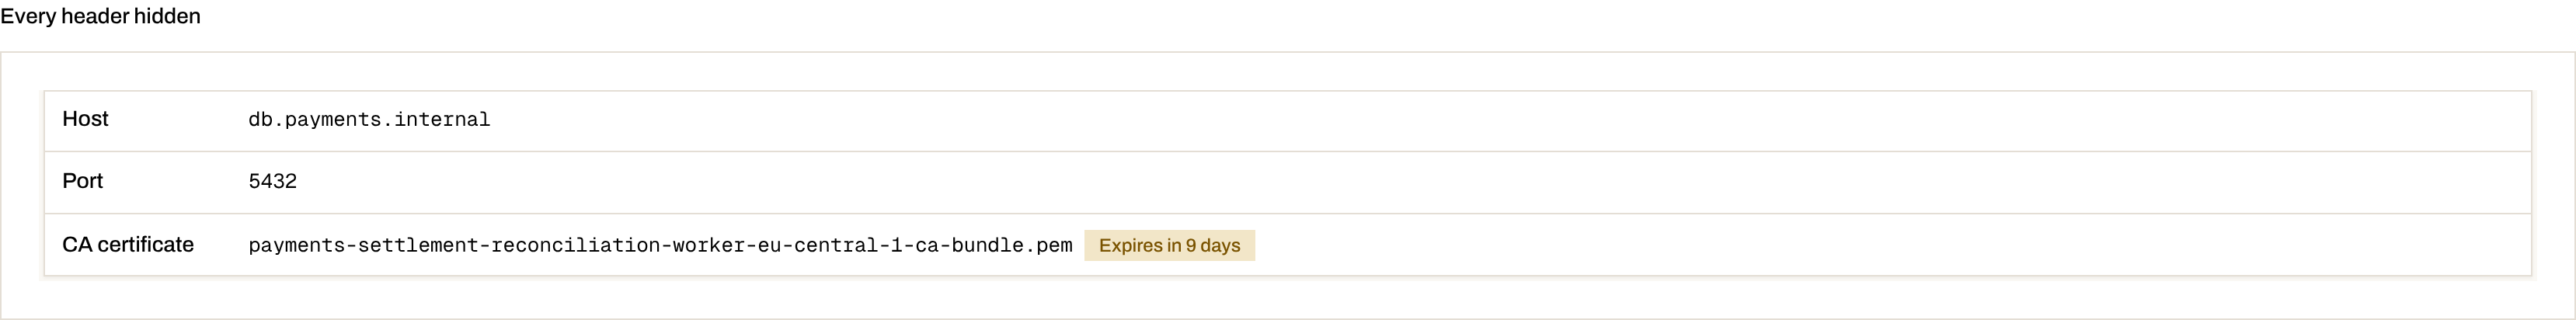 Every header hidden
Host db.payments.internal
Port 5432
CA certificate payments-settlement-reconciliation-worker-eu-central-1-ca-bundle.pem Expires in 9 days